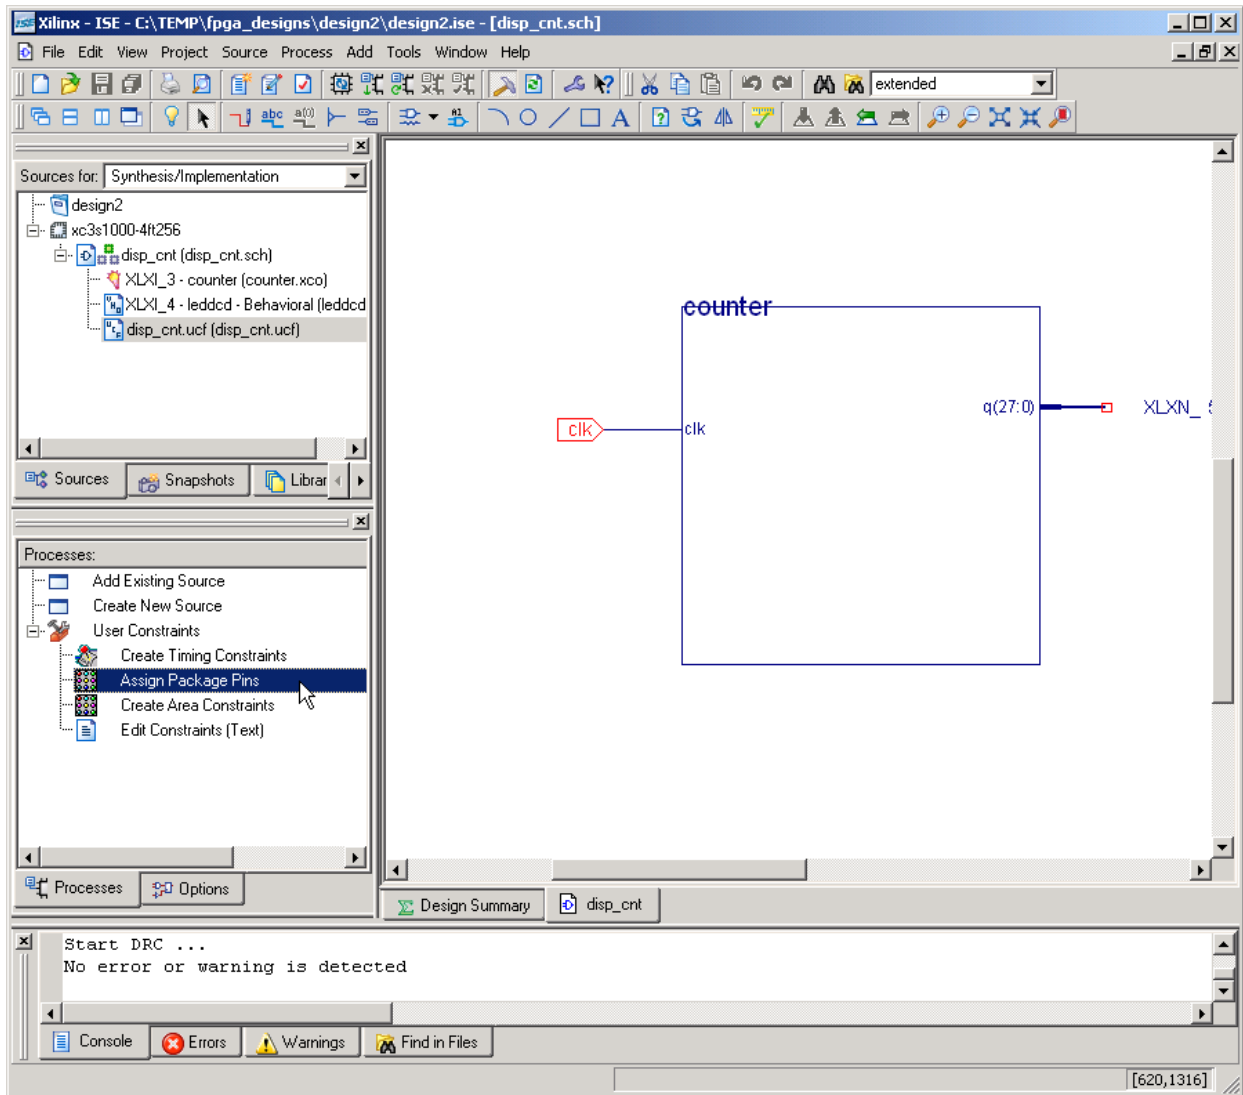 Xilinx - ISE - C:\TEMP\fpga_designs\design2\design2.ise - [disp_cnt.sch]
File Edit View Project Source Process Add Tools Window Help
extended
Sources for: Synthesis/Implementation
design2
xc3s1000-4ft256
disp_cnt (disp_cnt.sch)
XLXI_3 - counter (counter.xco)
XLXI_4 - leddcd - Behavioral (leddcd
disp_cnt.ucf (disp_cnt.ucf)
Sources Snapshots Librar
Processes:
Add Existing Source
Create New Source
User Constraints
Create Timing Constraints
Assign Package Pins
Create Area Constraints
Edit Constraints (Text)
Processes Options
counter
q(27:0) XLXN_
clk clk
Design Summary disp_cnt
Start DRC ...
No error or warning is detected
Console Errors Warnings Find in Files
[620,1316]